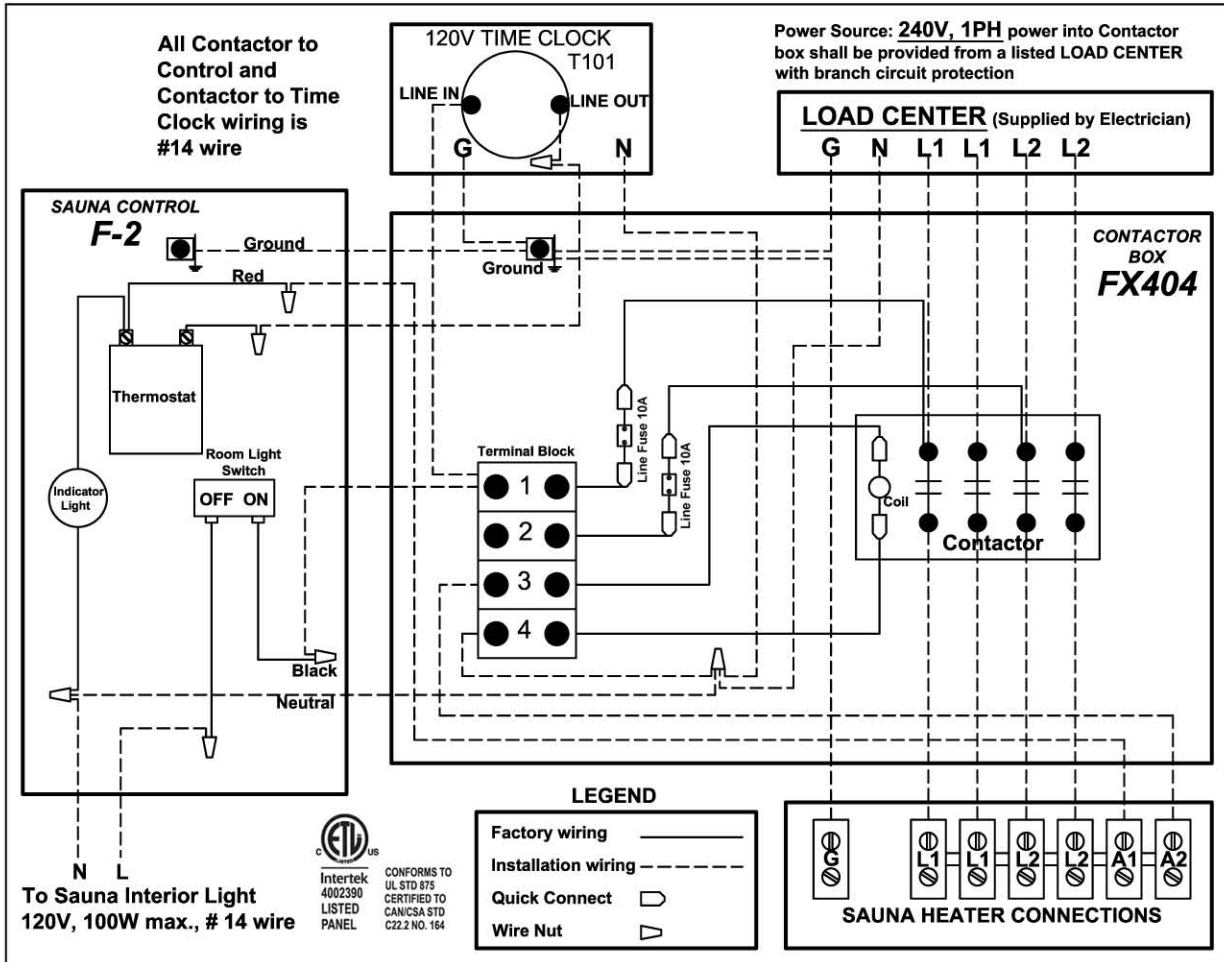 All Contactor to
Control and
Contactor to Time
Clock wiring is
#14 wire
120V TIME CLOCK
T101
LINE IN
LINE OUT
G
N
Power Source: 240V, 1PH power into Contactor
box shall be provided from a listed LOAD CENTER
with branch circuit protection
LOAD CENTER (Supplied by Electrician)
G N L1 L1 L2 L2
SAUNA CONTROL
F-2
Ground
Red
Thermostat
Room Light
Switch
OFF ON
Indicator
Light
Black
Neutral
N L
To Sauna Interior Light
120V, 100W max., # 14 wire
CONTACTOR
BOX
FX404
Ground
Line Fuse 10A
Line Fuse 10A
Terminal Block
1
2
3
4
Coil
Contactor
ETL
LISTED
C US
Intertek
4002390
LISTED
PANEL
CONFORMS TO
UL STD 875
CERTIFIED TO
CAN/CSA STD
C22.2 NO. 164
LEGEND
Factory wiring
Installation wiring
Quick Connect
Wire Nut
G L1 L1 L2 L2 A1 A2
SAUNA HEATER CONNECTIONS